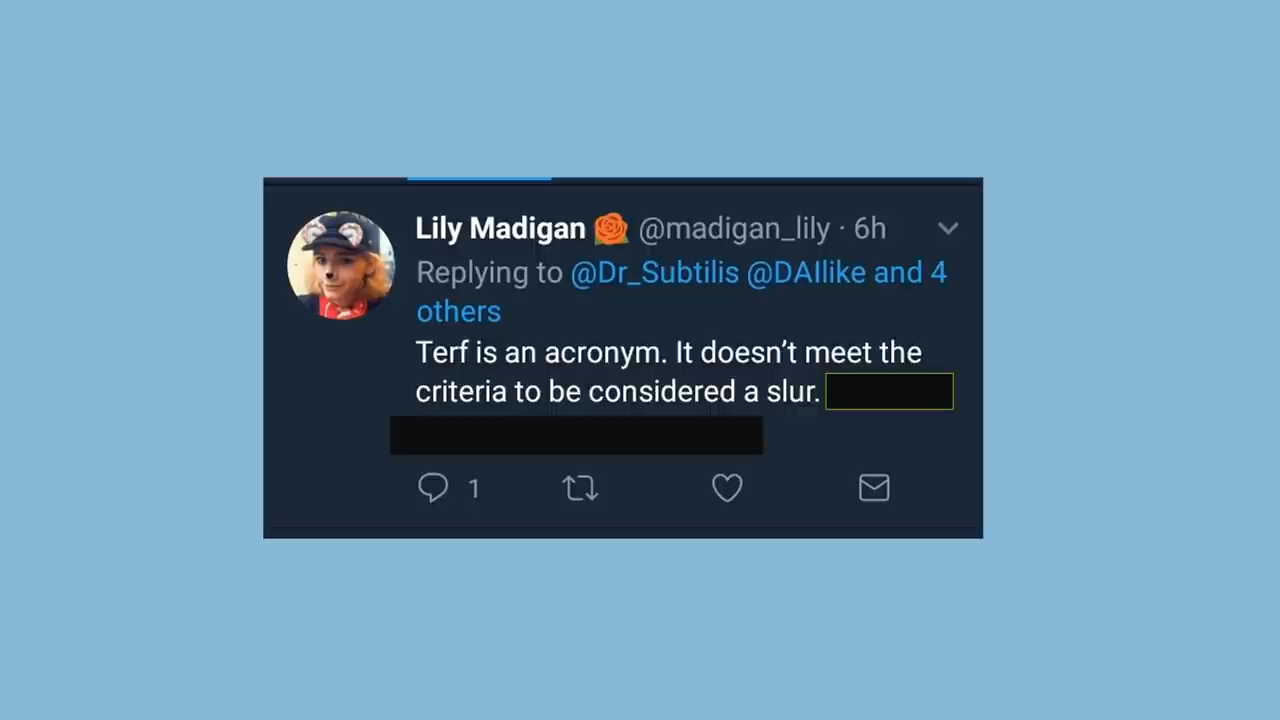 Lily Madigan 🌹 @madigan_lily · 6h
Replying to @Dr_Subtilis @DAIlike and 4
others
Terf is an acronym. It doesn’t meet the
criteria to be considered a slur.
1